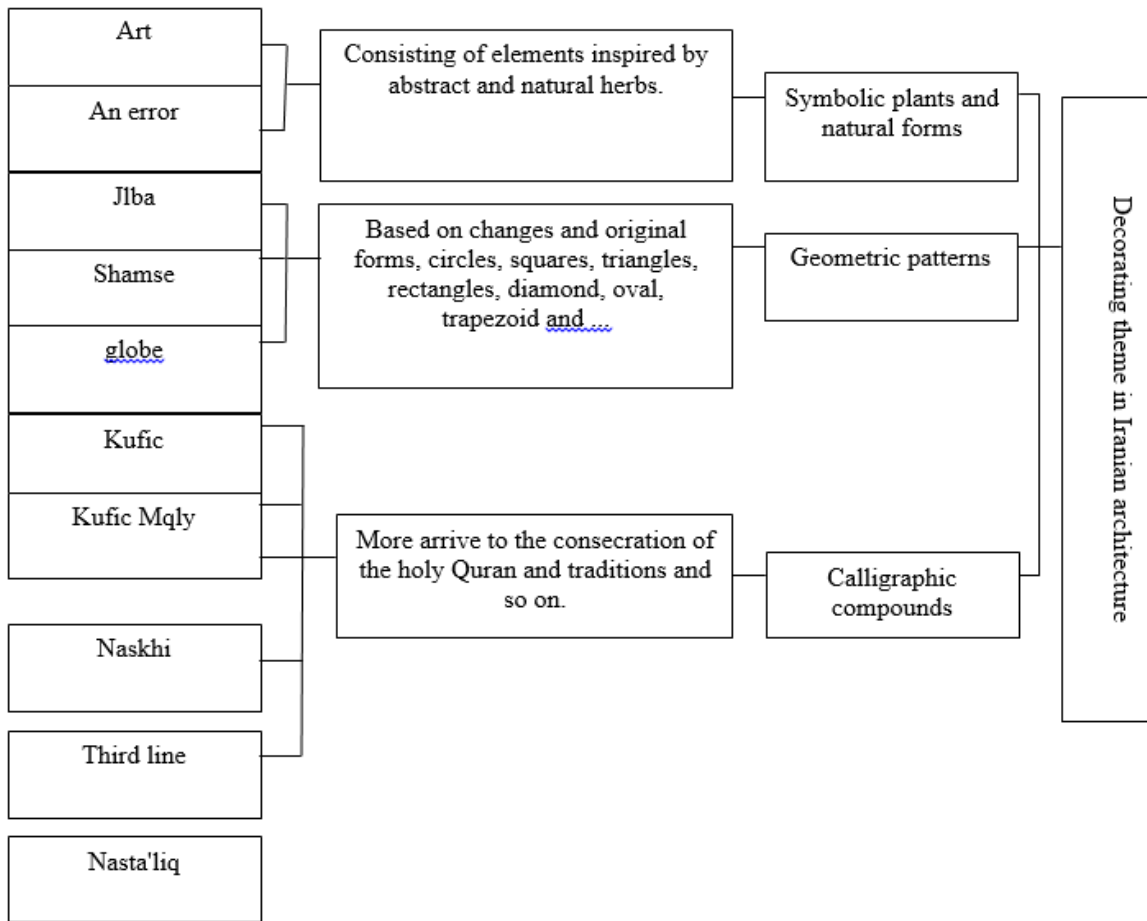 Art
An error
Jlba
Shamse
globe
Kufic
Kufic Mqly
Naskhi
Third line
Nasta'liq
Consisting of elements inspired by
abstract and natural herbs.
Based on changes and original
forms, circles, squares, triangles,
rectangles, diamond, oval,
trapezoid and ...
More arrive to the consecration of
the holy Quran and traditions and
so on.
Symbolic plants and
natural forms
Geometric patterns
Calligraphic
compounds
Decorating theme in Iranian architecture